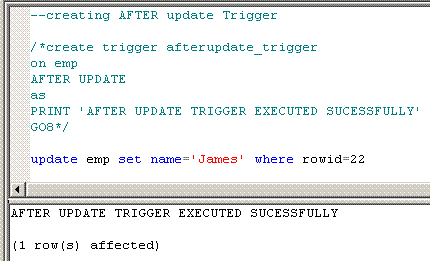 --creating AFTER update Trigger
/*create trigger afterupdate_trigger
on emp
AFTER UPDATE
as
PRINT 'AFTER UPDATE TRIGGER EXECUTED SUCESSFULLY'
GO8*/
update emp set name='James' where rowid=22
AFTER UPDATE TRIGGER EXECUTED SUCESSFULLY
(1 row(s) affected)